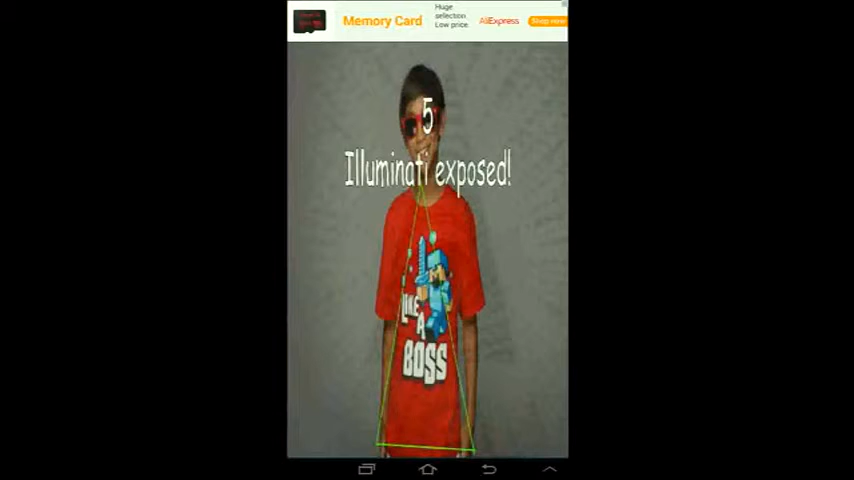 Memory Card
Huge
selection.
Low price.
AliExpress
Shop now
5
Illuminati exposed!
LIKE
A
BOSS